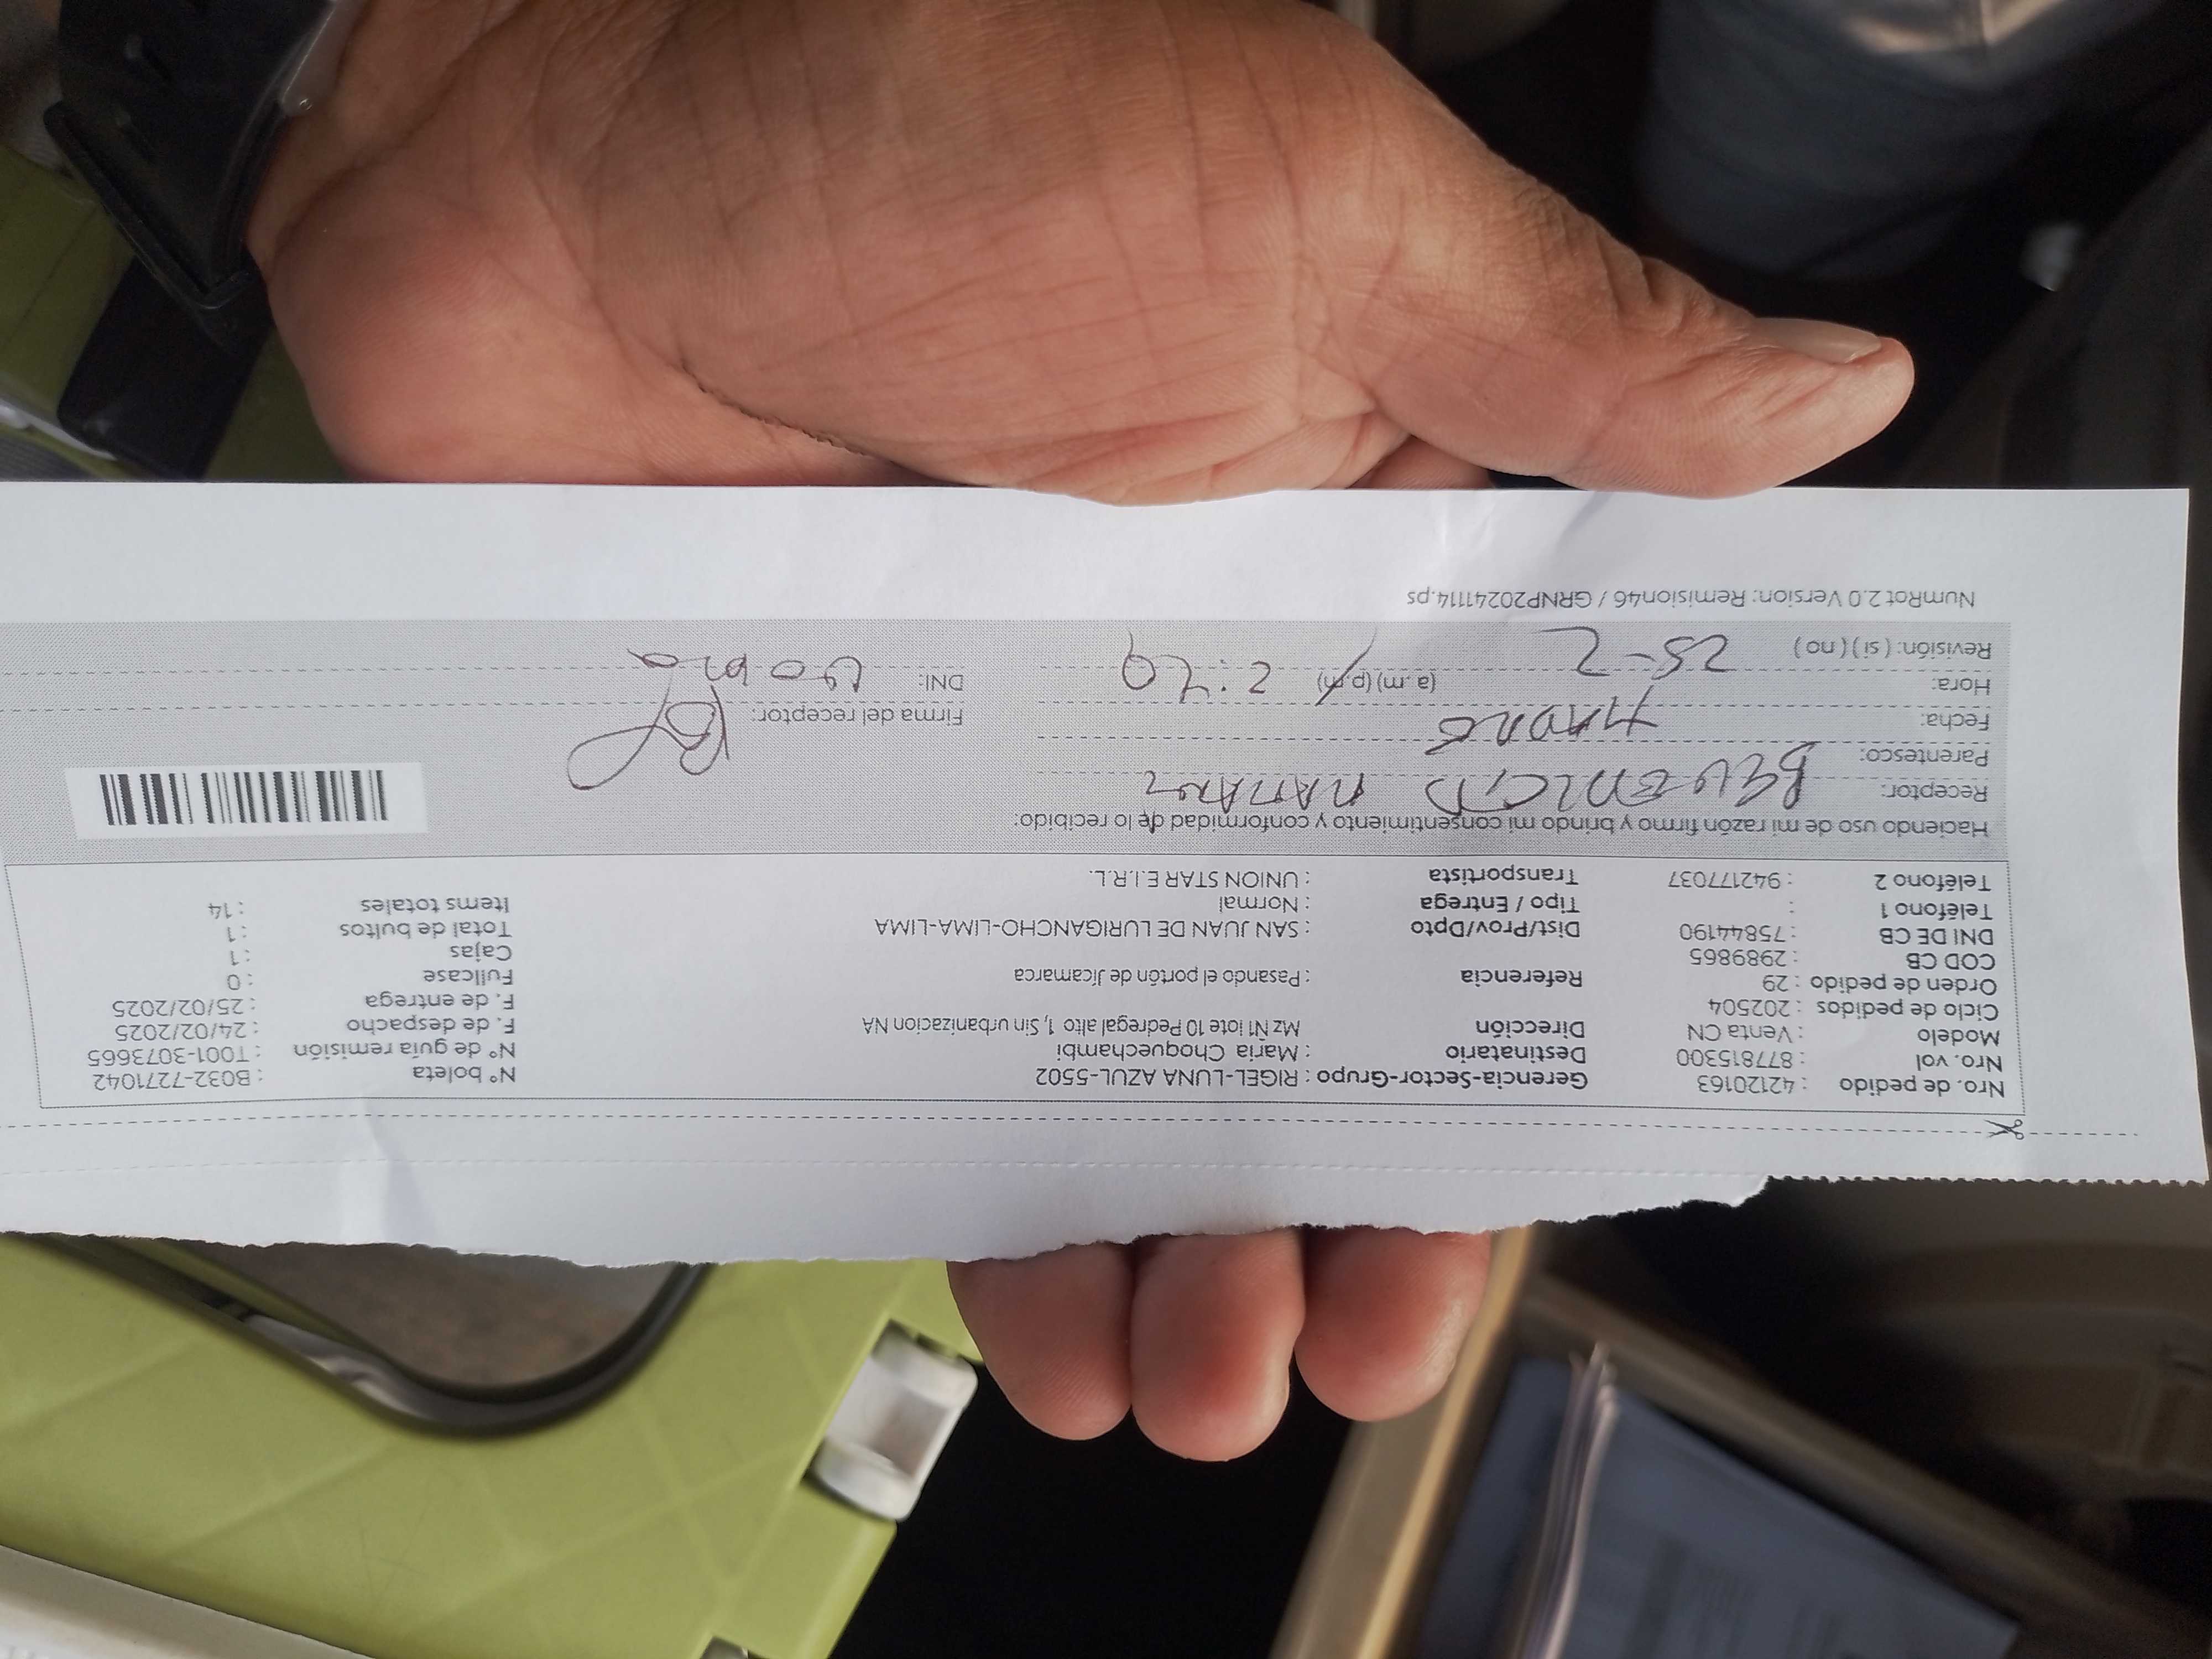 Nro. de pedido : 42120163 Gerencia-Sector-Grupo : RIGEL-LUNA AZUL-5502 N° boleta : B032-7271042
Nro. vol : 877815300 Destinatario : Maria Choquechambi N° de guía remisión : T001-3073665
Modelo : Venta CN Dirección Mz Ñ1 lote 10 Pedregal alto 1, Sin urbanizacion NA F. de despacho : 24/02/2025
Ciclo de pedidos : 202504 F. de entrega : 25/02/2025
Orden de pedido : 29 Referencia : Pasando el portón de Jicamarca Fullcase : 0
COD CB : 2989865 Cajas : 1
DNI DE CB : 75844190 Dist/Prov/Dpto : SAN JUAN DE LURIGANCHO-LIMA-LIMA Total de bultos : 1
Teléfono 1 : Tipo / Entrega : Normal Items totales : 14
Teléfono 2 : 942177037 Transportista : UNION STAR E.I.R.L.
Haciendo uso de mi razón firmo y brindo mi consentimiento y conformidad de lo recibido:
Receptor:
Parentesco:
Fecha: MADRE Firma del receptor:
Hora: (a.m) (p.m) DNI:
Revisión: ( si ) ( no ) 25-2
NumRot 2.0 Version: Remision46 / GRNP20241114.ps